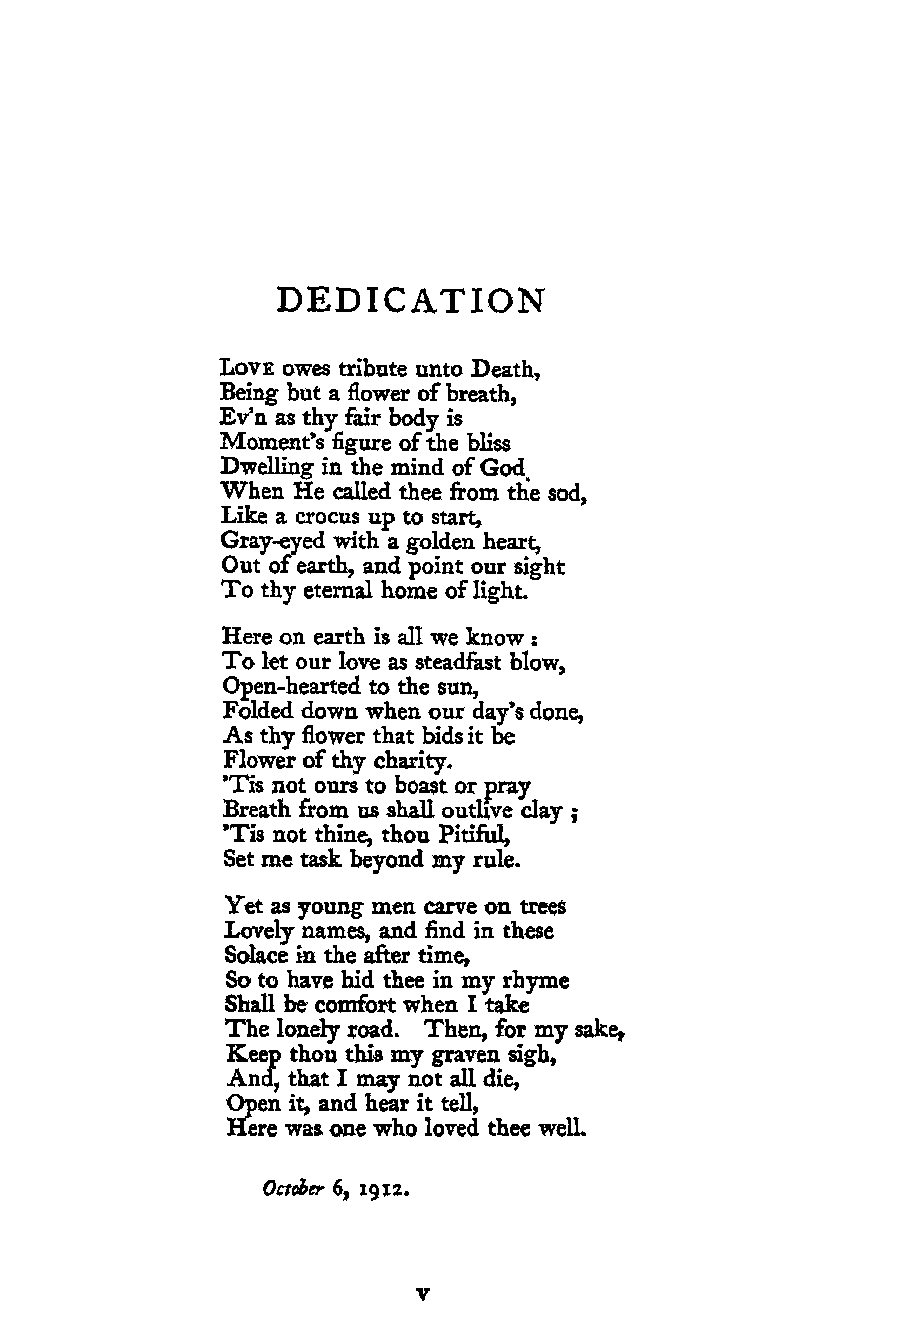 DEDICATION
LOVE owes tribute unto Death,
Being but a flower of breath,
Ev'n as thy fair body is
Moment's figure of the bliss
Dwelling in the mind of God
When He called thee from the sod,
Like a crocus up to start,
Gray-eyed with a golden heart,
Out of earth, and point our sight
To thy eternal home of light.
Here on earth is all we know :
To let our love as steadfast blow,
Open-hearted to the sun,
Folded down when our day's done,
As thy flower that bids it be
Flower of thy charity.
'Tis not ours to boast or pray
Breath from us shall outlive clay ;
'Tis not thine, thou Pitiful,
Set me task beyond my rule.
Yet as young men carve on trees
Lovely names, and find in these
Solace in the after time,
So to have hid thee in my rhyme
Shall be comfort when I take
The lonely road. Then, for my sake,
Keep thou this my graven sigh,
And, that I may not all die,
Open it, and hear it tell,
Here was one who loved thee well.
October 6, 1912.
v